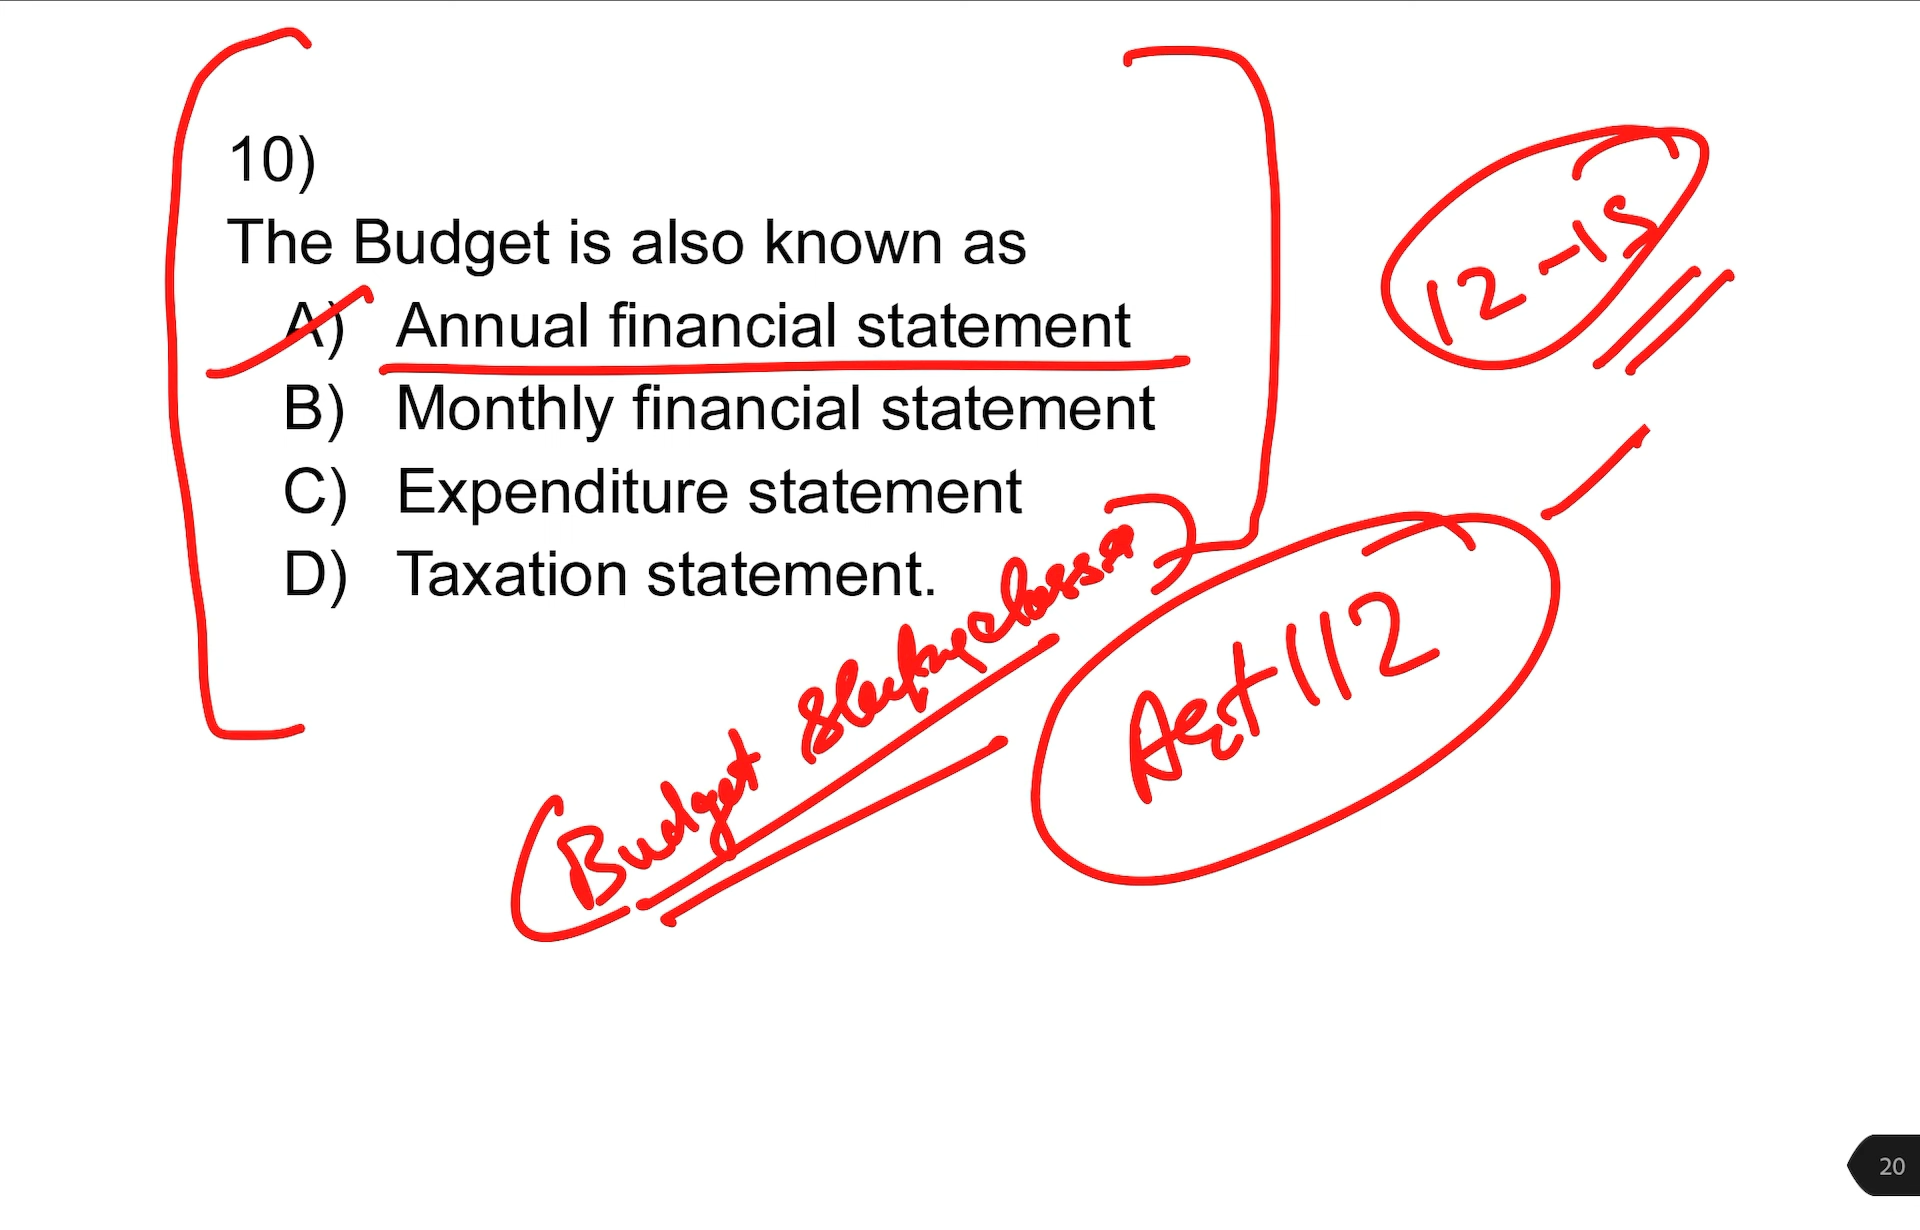 10)
The Budget is also known as
A) Annual financial statement
B) Monthly financial statement
C) Expenditure statement
D) Taxation statement.
12-15
112
Budget
20